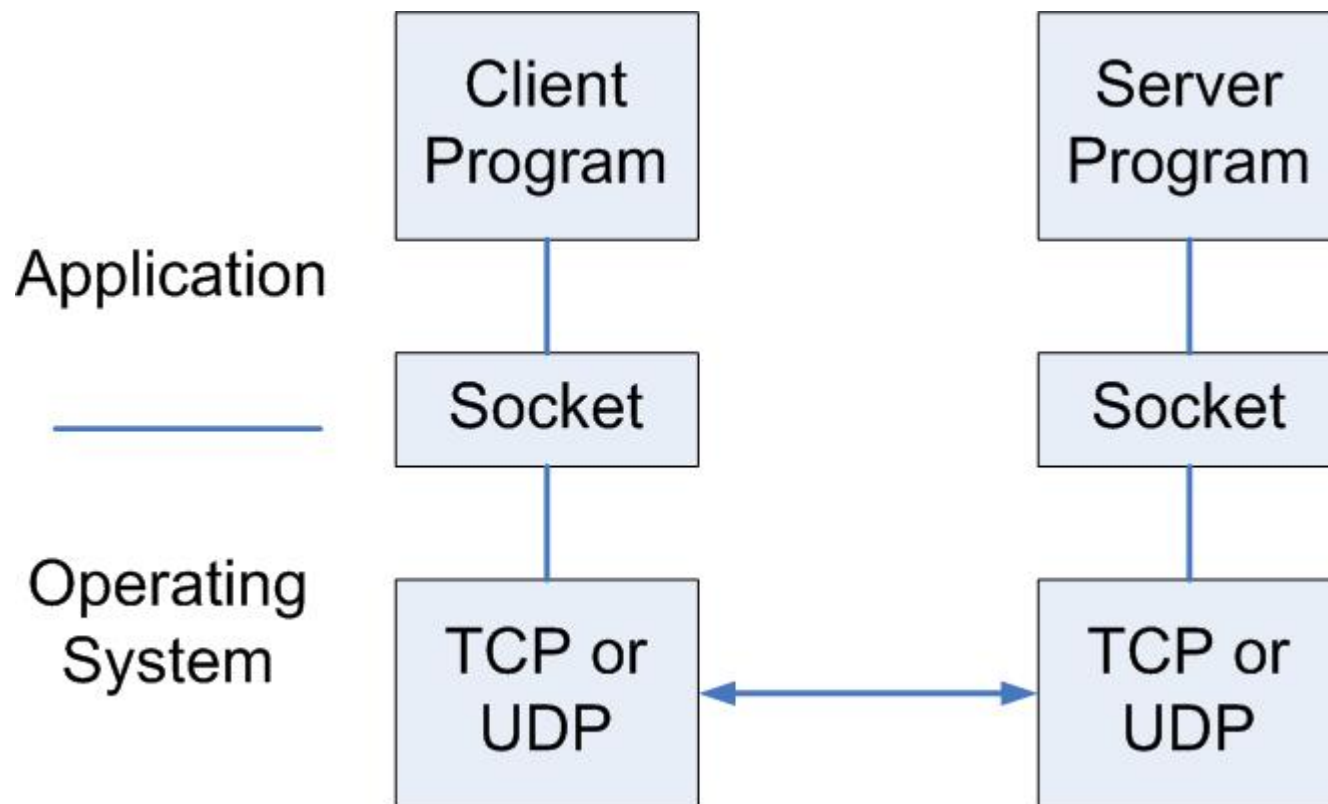 Client
Program
Server
Program
Application
Socket
Socket
Operating
System
TCP or
UDP
TCP or
UDP